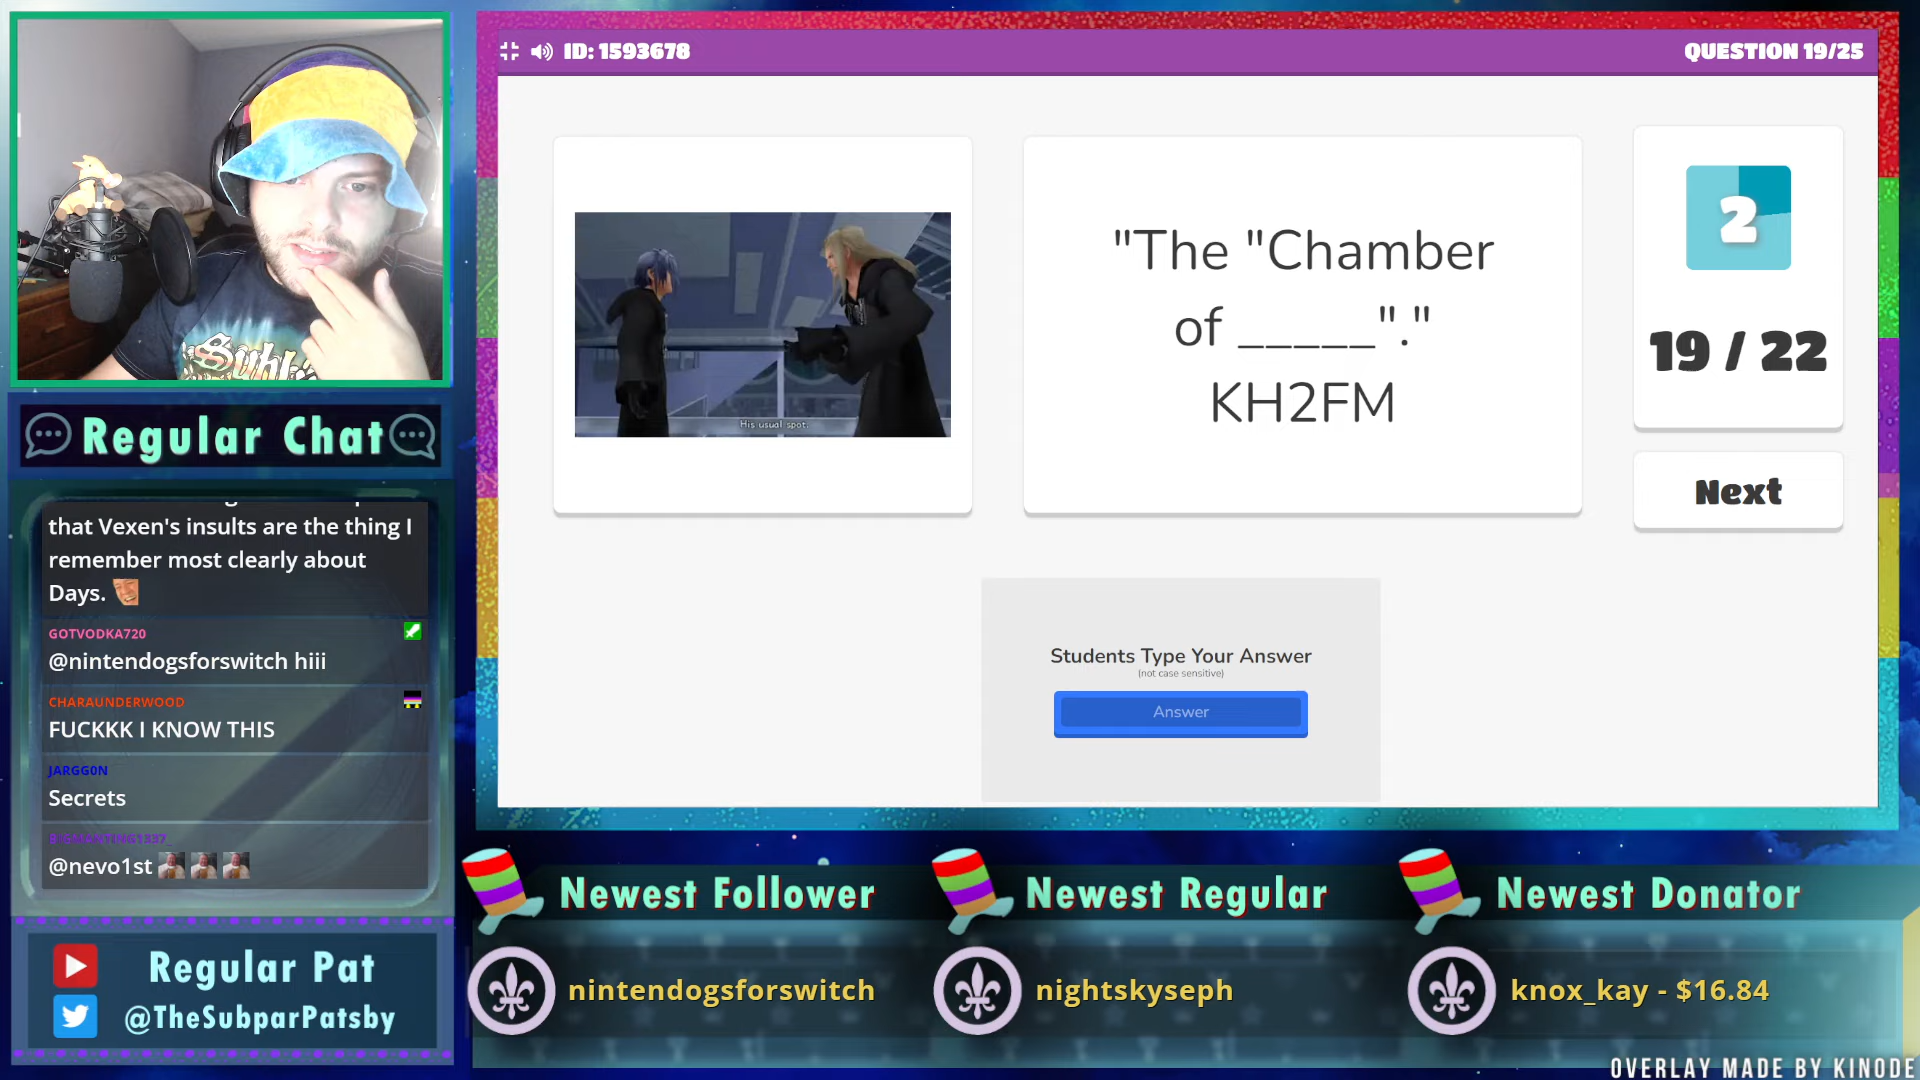 ID: 1593678
QUESTION 19/25
"The "Chamber
of _____"."
KH2FM
2
19 / 22
Next
His usual spot.
Students Type Your Answer
(not case sensitive)
Answer
Regular Chat
that Vexen's insults are the thing I
remember most clearly about
Days.
GOTVODKA720
@nintendogsforswitch hiii
CHARAUNDERWOOD
FUCKKK I KNOW THIS
JARGG0N
Secrets
@nevo1st
Regular Pat
@TheSubparPatsby
Newest Follower
nintendogsforswitch
Newest Regular
nightskyseph
Newest Donator
knox_kay - $16.84
OVERLAY MADE BY KINODE